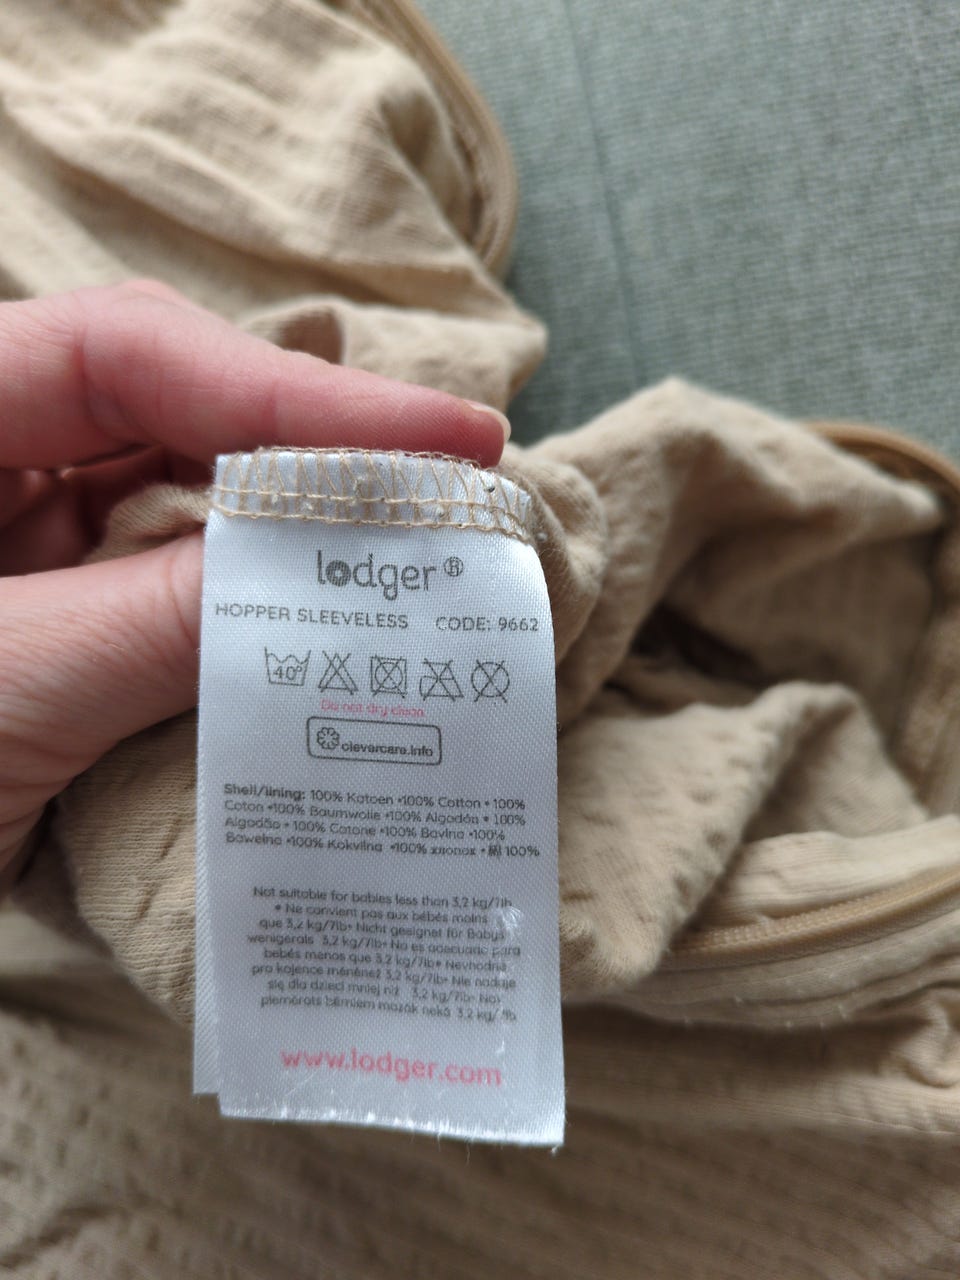 lodger®
HOPPER SLEEVELESS CODE: 9662
40°
Do not dry clean
clevercare.info
Shell/lining: 100% Katoen •100% Cotton • 100%
Coton •100% Baumwolle •100% Algodón • 100%
Algodão • 100% Cotone •100% Bavlna •100%
Bawełna •100% Kokvilna •100% хлопок • 棉 100%
Not suitable for babies less than 3,2 kg/7lb
• Ne convient pas aux bébés moins
que 3,2 kg/7lb• Nicht geeignet für Babys
wenigerals 3,2 kg/7lb• No es adecuado para
bebés menos que 3,2 kg/7lb• Nevhodné
pro kojence méněnež 3,2 kg/7lb• Nie nadaje
się dla dzieci mniej niż 3,2 kg/7lb• Nav
piemērots bērniem mazāk nekā 3,2 kg/7lb
www.lodger.com